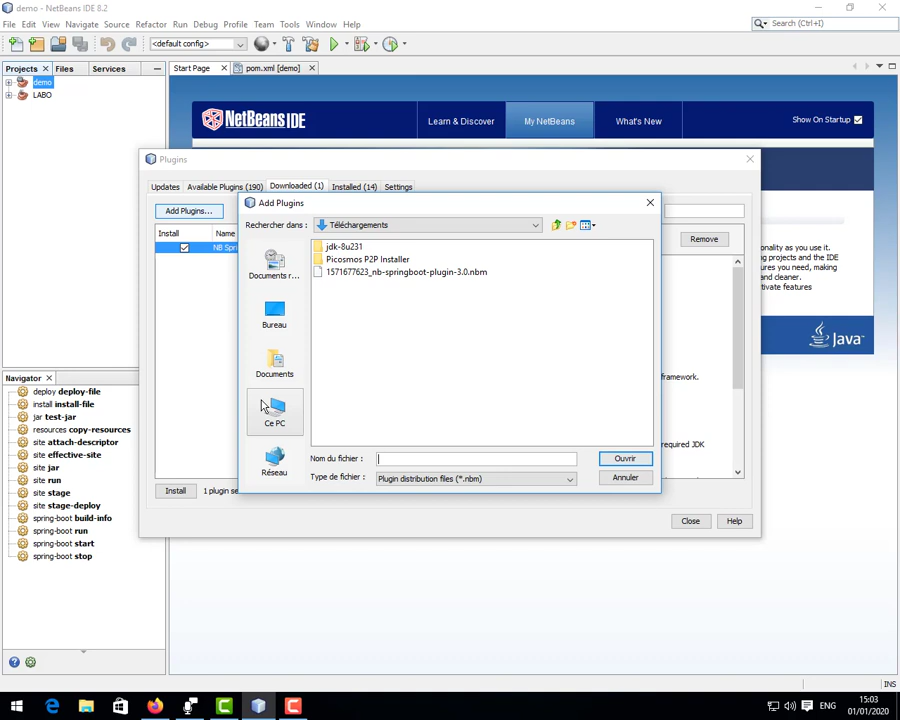 demo - NetBeans IDE 8.2
File Edit View Navigate Source Refactor Run Debug Profile Team Tools Window Help
Search (Ctrl+I)
<default config>
Projects Files Services
Start Page pom.xml [demo]
demo
LABO
NetBeans IDE
Learn & Discover My NetBeans What's New Show On Startup
Plugins
Updates Available Plugins (190) Downloaded (1) Installed (14) Settings
Add Plugins...
Install Name
NB Spri
Remove
Add Plugins
Rechercher dans : Téléchargements
jdk-8u231
Picosmos P2P Installer
1571677623_nb-springboot-plugin-3.0.nbm
Documents r...
Bureau
Documents
Ce PC
Réseau
Nom du fichier :
Ouvrir
Type de fichier : Plugin distribution files (*.nbm)
Annuler
ionality as you use it.
ojects and the IDE
ures you need, making
and cleaner.
tivate features
Java
framework.
required JDK
Install 1 plugin se
Close Help
Navigator
deploy deploy-file
install install-file
jar test-jar
resources copy-resources
site attach-descriptor
site effective-site
site jar
site run
site stage
site stage-deploy
spring-boot build-info
spring-boot run
spring-boot start
spring-boot stop
INS
ENG
15:03
01/01/2020